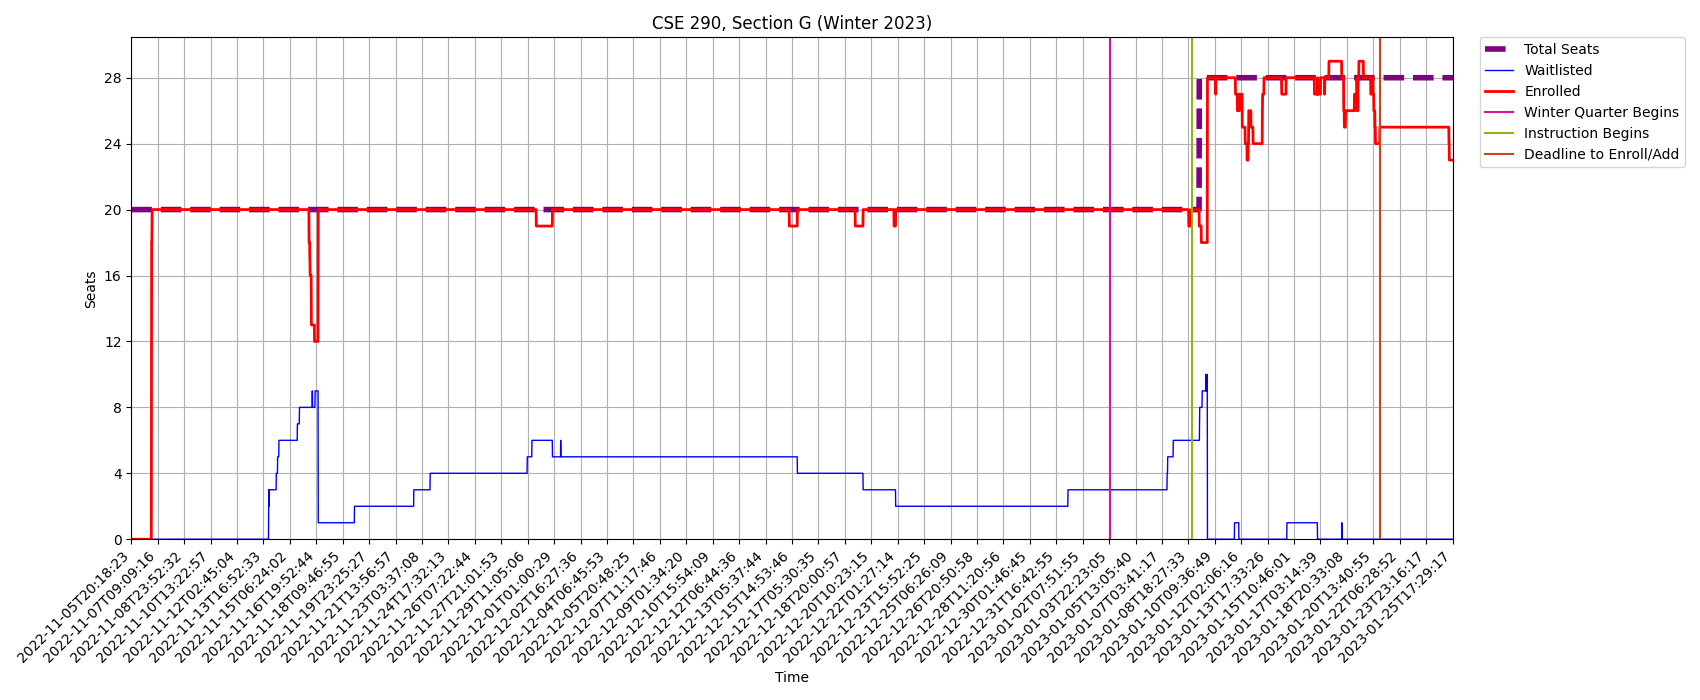 CSE 290, Section G (Winter 2023)
Total Seats
Waitlisted
Enrolled
Winter Quarter Begins
Instruction Begins
Deadline to Enroll/Add
Seats
28
24
20
16
12
8
4
0
2022-11-05T20:18:23
2022-11-07T09:09:16
2022-11-08T23:52:32
2022-11-10T13:22:57
2022-11-12T02:45:04
2022-11-13T16:52:33
2022-11-15T06:24:02
2022-11-16T19:52:44
2022-11-18T09:46:55
2022-11-19T23:25:27
2022-11-21T13:56:57
2022-11-23T03:37:08
2022-11-24T17:32:13
2022-11-26T07:22:44
2022-11-27T21:01:53
2022-11-29T11:05:06
2022-12-01T01:00:29
2022-12-02T16:27:36
2022-12-04T06:45:53
2022-12-05T20:48:25
2022-12-07T11:17:46
2022-12-09T01:34:20
2022-12-10T15:54:09
2022-12-12T06:44:36
2022-12-13T05:37:44
2022-12-15T14:53:46
2022-12-17T05:30:35
2022-12-18T20:00:57
2022-12-20T10:23:15
2022-12-22T01:27:14
2022-12-23T15:52:25
2022-12-25T06:26:09
2022-12-26T20:50:58
2022-12-28T11:20:56
2022-12-30T01:46:45
2022-12-31T16:42:55
2023-01-02T07:51:55
2023-01-03T22:23:05
2023-01-05T13:05:40
2023-01-07T03:41:17
2023-01-08T18:27:33
2023-01-10T09:36:49
2023-01-12T02:06:16
2023-01-13T17:33:26
2023-01-15T10:46:01
2023-01-17T03:14:39
2023-01-18T20:33:08
2023-01-20T13:40:55
2023-01-22T06:28:52
2023-01-23T23:16:17
2023-01-25T17:29:17
Time